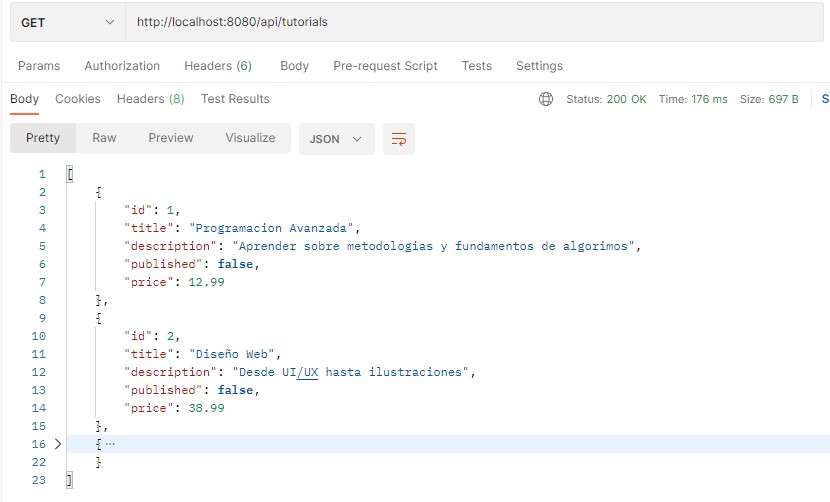 GET http://localhost:8080/api/tutorials
Params Authorization Headers (6) Body Pre-request Script Tests Settings
Body Cookies Headers (8) Test Results Status: 200 OK Time: 176 ms Size: 697 B S
Pretty Raw Preview Visualize JSON
1 [
2 {
3 "id": 1,
4 "title": "Programacion Avanzada",
5 "description": "Aprender sobre metodologias y fundamentos de algorimos",
6 "published": false,
7 "price": 12.99
8 },
9 {
10 "id": 2,
11 "title": "Diseño Web",
12 "description": "Desde UI/UX hasta ilustraciones",
13 "published": false,
14 "price": 38.99
15 },
16 { ···
22 }
23 ]